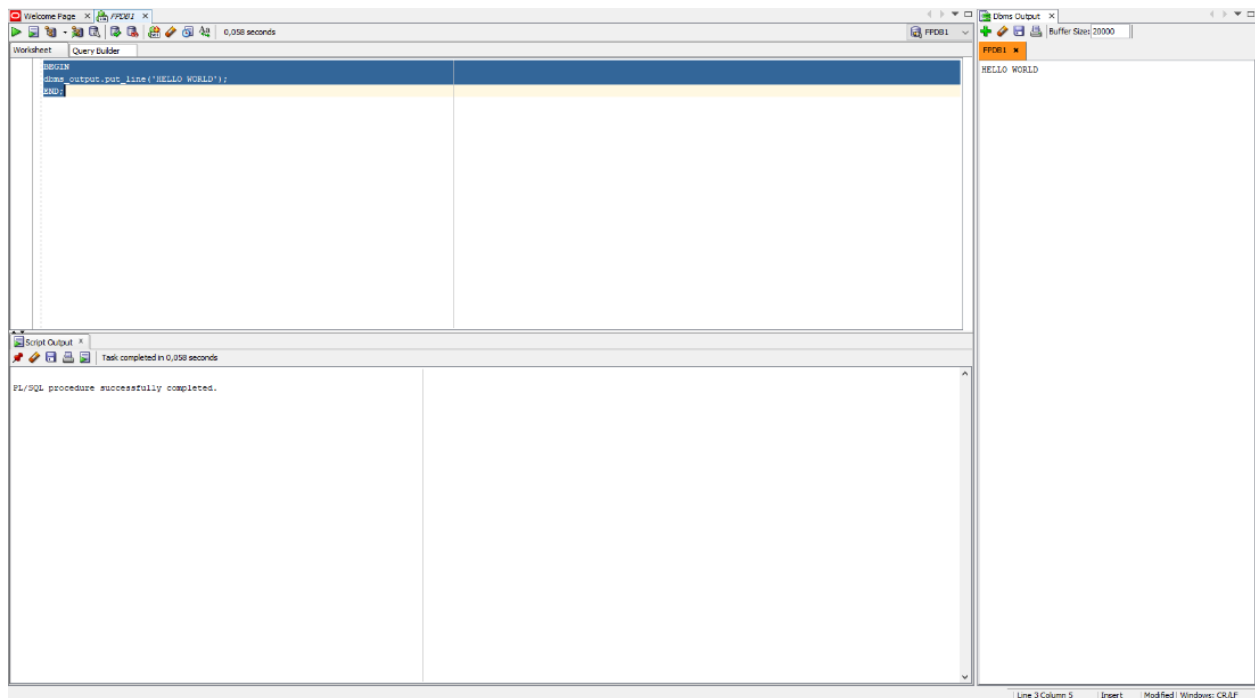 Welcome Page
FPDB1
0,058 seconds
FPDB1
Worksheet
Query Builder
BEGIN
dbms_output.put_line('HELLO WORLD');
END;
Script Output
Task completed in 0,058 seconds
PL/SQL procedure successfully completed.
Dbms Output
Buffer Size: 20000
FPDB1
HELLO WORLD
Line 3 Column 5
Insert
Modified
Windows: CR/LF